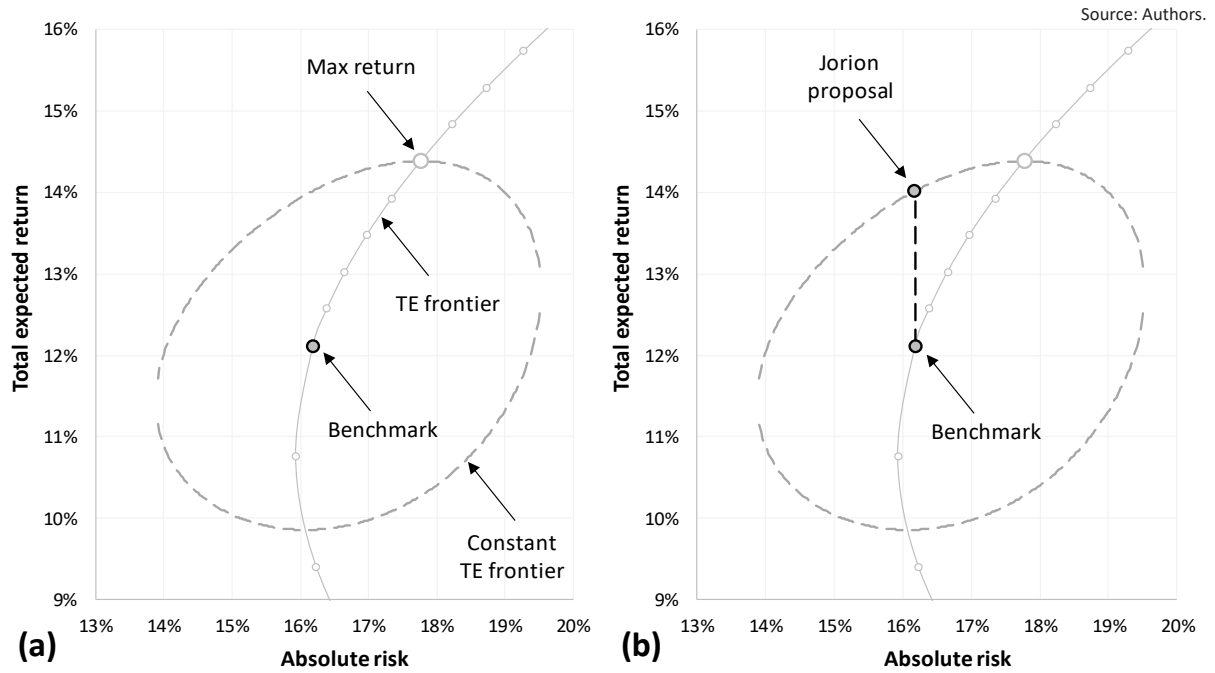 Source: Authors.
16%
15%
14%
13%
12%
11%
10%
9%
Total expected return
Max return
TE frontier
Benchmark
Constant
TE frontier
13% 14% 15% 16% 17% 18% 19% 20%
Absolute risk
(a)
16%
15%
14%
13%
12%
11%
10%
9%
Total expected return
Jorion
proposal
Benchmark
13% 14% 15% 16% 17% 18% 19% 20%
Absolute risk
(b)